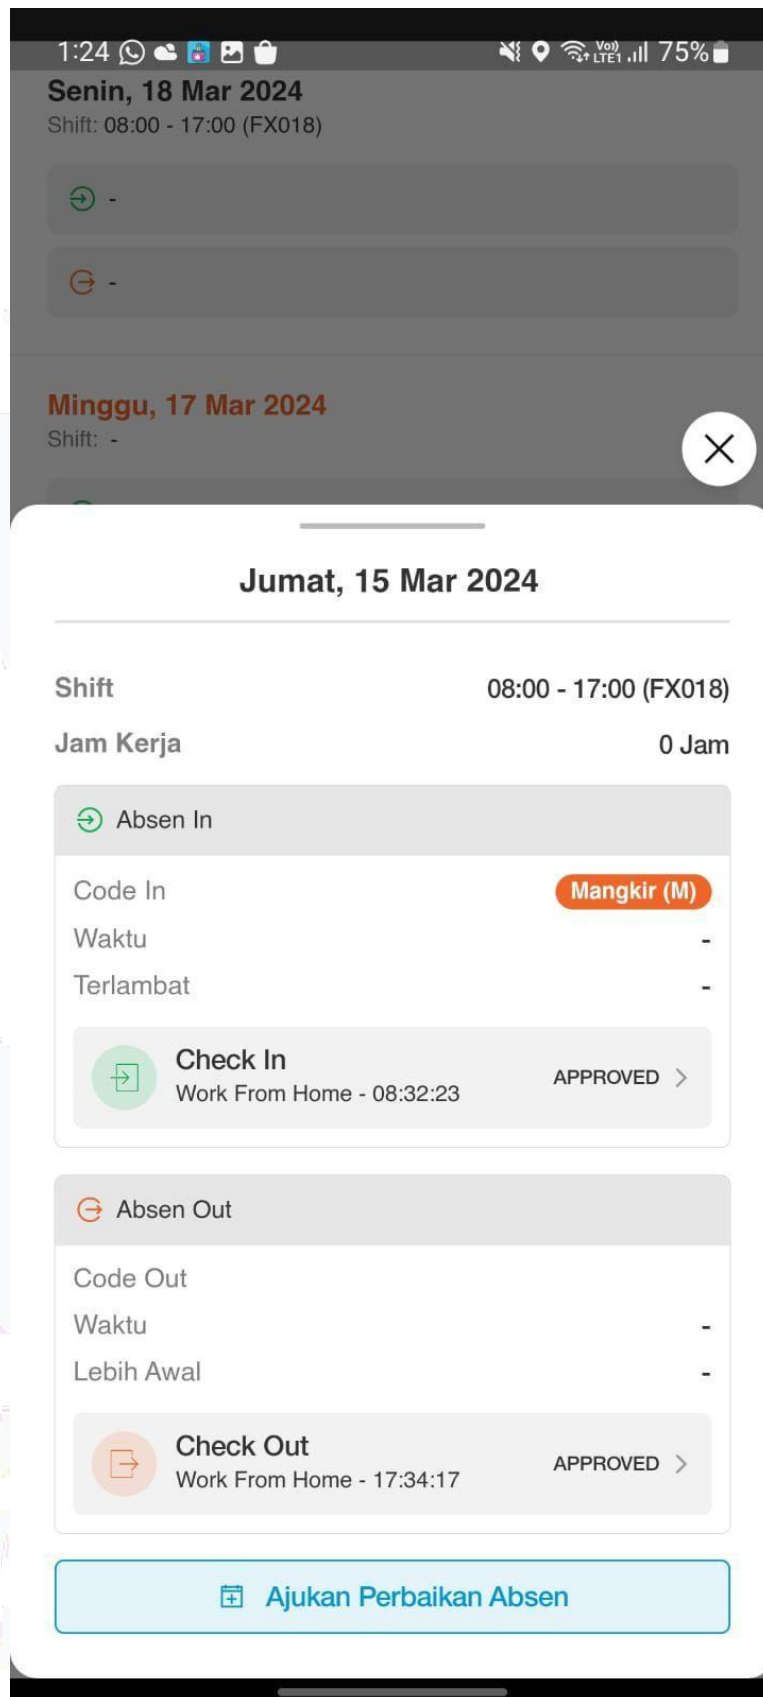 1:24 75%
Vo)) LTE1
Senin, 18 Mar 2024
Shift: 08:00 - 17:00 (FX018)
-
-
Minggu, 17 Mar 2024
Shift: -
Jumat, 15 Mar 2024
Shift 08:00 - 17:00 (FX018)
Jam Kerja 0 Jam
Absen In
Code In Mangkir (M)
Waktu -
Terlambat -
Check In
Work From Home - 08:32:23 APPROVED
Absen Out
Code Out
Waktu -
Lebih Awal -
Check Out
Work From Home - 17:34:17 APPROVED
Ajukan Perbaikan Absen